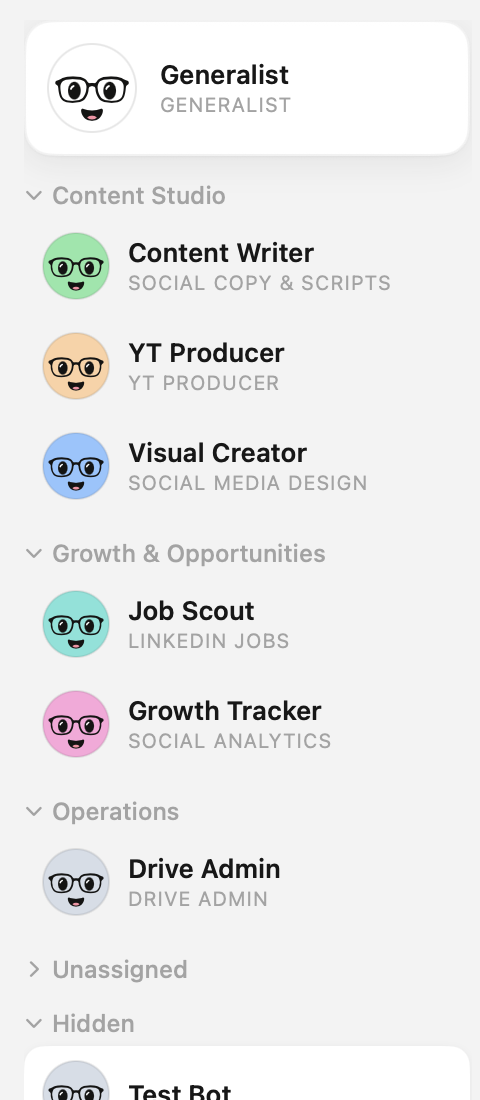 Generalist
GENERALIST
Content Studio
Content Writer
SOCIAL COPY & SCRIPTS
YT Producer
YT PRODUCER
Visual Creator
SOCIAL MEDIA DESIGN
Growth & Opportunities
Job Scout
LINKEDIN JOBS
Growth Tracker
SOCIAL ANALYTICS
Operations
Drive Admin
DRIVE ADMIN
Unassigned
Hidden
Test Bot